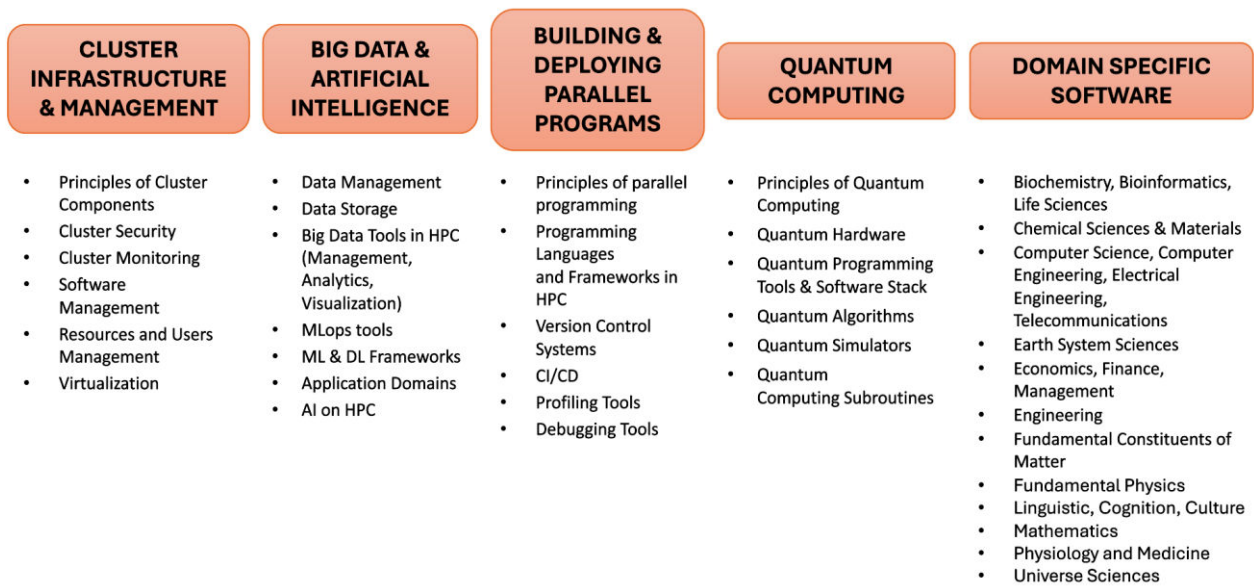 CLUSTER
INFRASTRUCTURE
& MANAGEMENT
• Principles of Cluster
Components
• Cluster Security
• Cluster Monitoring
• Software
Management
• Resources and Users
Management
• Virtualization
BIG DATA &
ARTIFICIAL
INTELLIGENCE
• Data Management
• Data Storage
• Big Data Tools in HPC
(Management,
Analytics,
Visualization)
• MLops tools
• ML & DL Frameworks
• Application Domains
• AI on HPC
BUILDING &
DEPLOYING
PARALLEL
PROGRAMS
• Principles of parallel
programming
• Programming
Languages
and Frameworks in
HPC
• Version Control
Systems
• CI/CD
• Profiling Tools
• Debugging Tools
QUANTUM
COMPUTING
• Principles of Quantum
Computing
• Quantum Hardware
• Quantum Programming
Tools & Software Stack
• Quantum Algorithms
• Quantum Simulators
• Quantum
Computing Subroutines
DOMAIN SPECIFIC
SOFTWARE
• Biochemistry, Bioinformatics,
Life Sciences
• Chemical Sciences & Materials
• Computer Science, Computer
Engineering, Electrical
Engineering,
Telecommunications
• Earth System Sciences
• Economics, Finance,
Management
• Engineering
• Fundamental Constituents of
Matter
• Fundamental Physics
• Linguistic, Cognition, Culture
• Mathematics
• Physiology and Medicine
• Universe Sciences